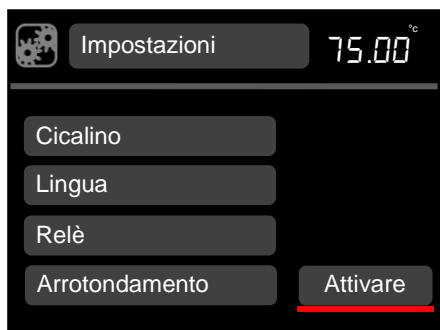 Impostazioni 75.00 °c
Cicalino
Lingua
Relè
Arrotondamento Attivare